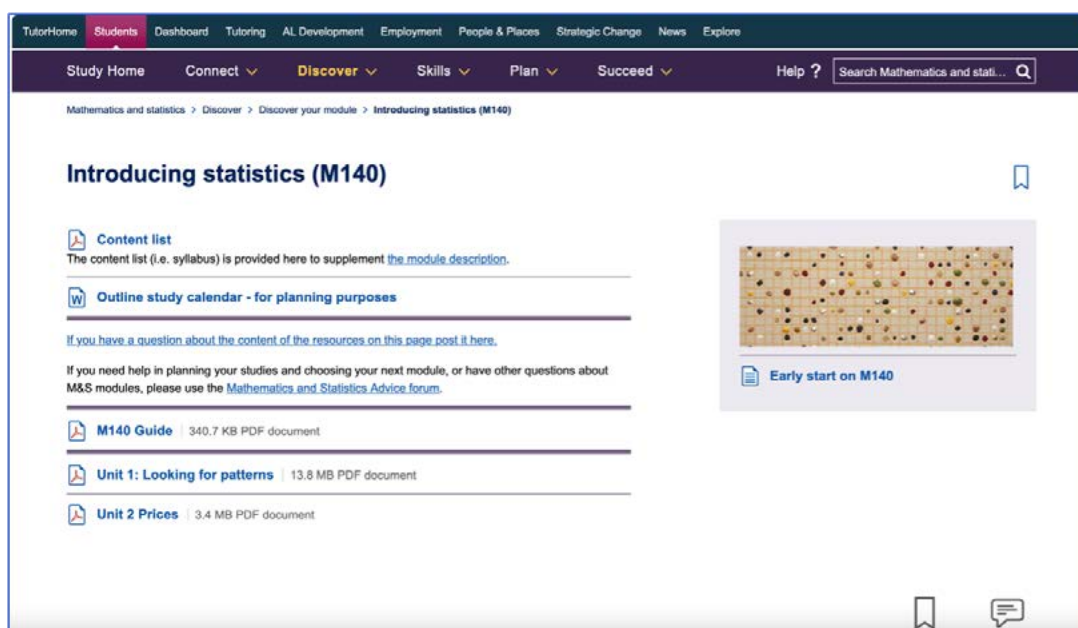 TutorHome Students Dashboard Tutoring AL Development Employment People & Places Strategic Change News Explore
Study Home Connect Discover Skills Plan Succeed Help ? Search Mathematics and stati...
Mathematics and statistics > Discover > Discover your module > Introducing statistics (M140)
Introducing statistics (M140)
Content list
The content list (i.e. syllabus) is provided here to supplement the module description.
Outline study calendar - for planning purposes
If you have a question about the content of the resources on this page post it here.
If you need help in planning your studies and choosing your next module, or have other questions about
M&S modules, please use the Mathematics and Statistics Advice forum.
M140 Guide | 340.7 KB PDF document
Unit 1: Looking for patterns | 13.8 MB PDF document
Unit 2 Prices | 3.4 MB PDF document
Early start on M140